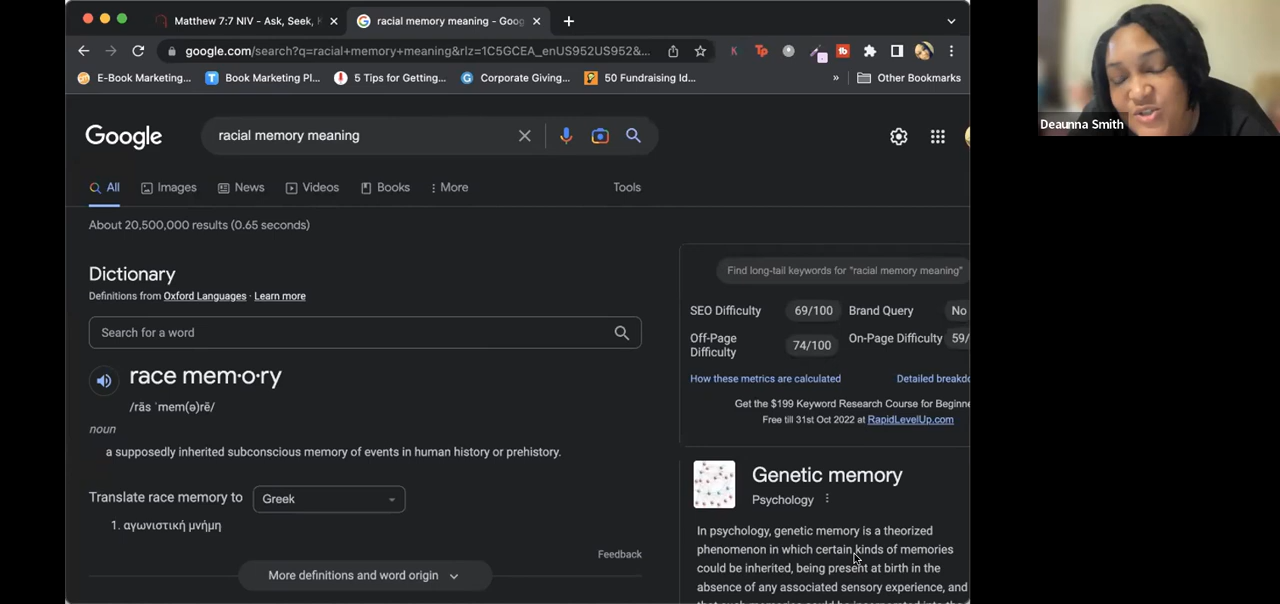 Matthew 7:7 NIV - Ask, Seek,
racial memory meaning - Goog
google.com/search?q=racial+memory+meaning&rlz=1C5GCEA_enUS952US952&...
E-Book Marketing...
Book Marketing Pl...
5 Tips for Getting...
Corporate Giving...
50 Fundraising Id...
»
Other Bookmarks
Google
racial memory meaning
All
Images
News
Videos
Books
More
Tools
About 20,500,000 results (0.65 seconds)
Dictionary
Definitions from Oxford Languages · Learn more
Search for a word
race mem·o·ry
/rās ˈmem(ə)rē/
noun
a supposedly inherited subconscious memory of events in human history or prehistory.
Translate race memory to Greek
1. αγωνιστική μνήμη
Feedback
More definitions and word origin
Find long-tail keywords for "racial memory meaning"
SEO Difficulty 69/100 Brand Query No
Off-Page Difficulty 74/100 On-Page Difficulty 59/
How these metrics are calculated Detailed breakdo
Get the $199 Keyword Research Course for Beginne
Free till 31st Oct 2022 at RapidLevelUp.com
Genetic memory
Psychology
In psychology, genetic memory is a theorized
phenomenon in which certain kinds of memories
could be inherited, being present at birth in the
absence of any associated sensory experience, and
Deaunna Smith